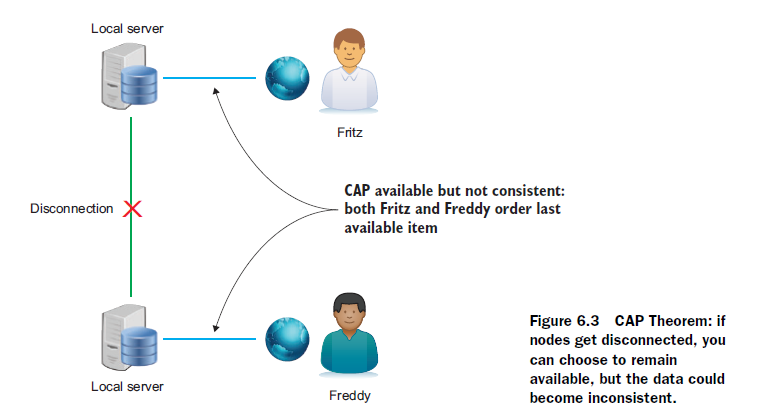 Local server
Fritz
Disconnection
CAP available but not consistent:
both Fritz and Freddy order last
available item
Local server
Freddy
Figure 6.3 CAP Theorem: if
nodes get disconnected, you
can choose to remain
available, but the data could
become inconsistent.